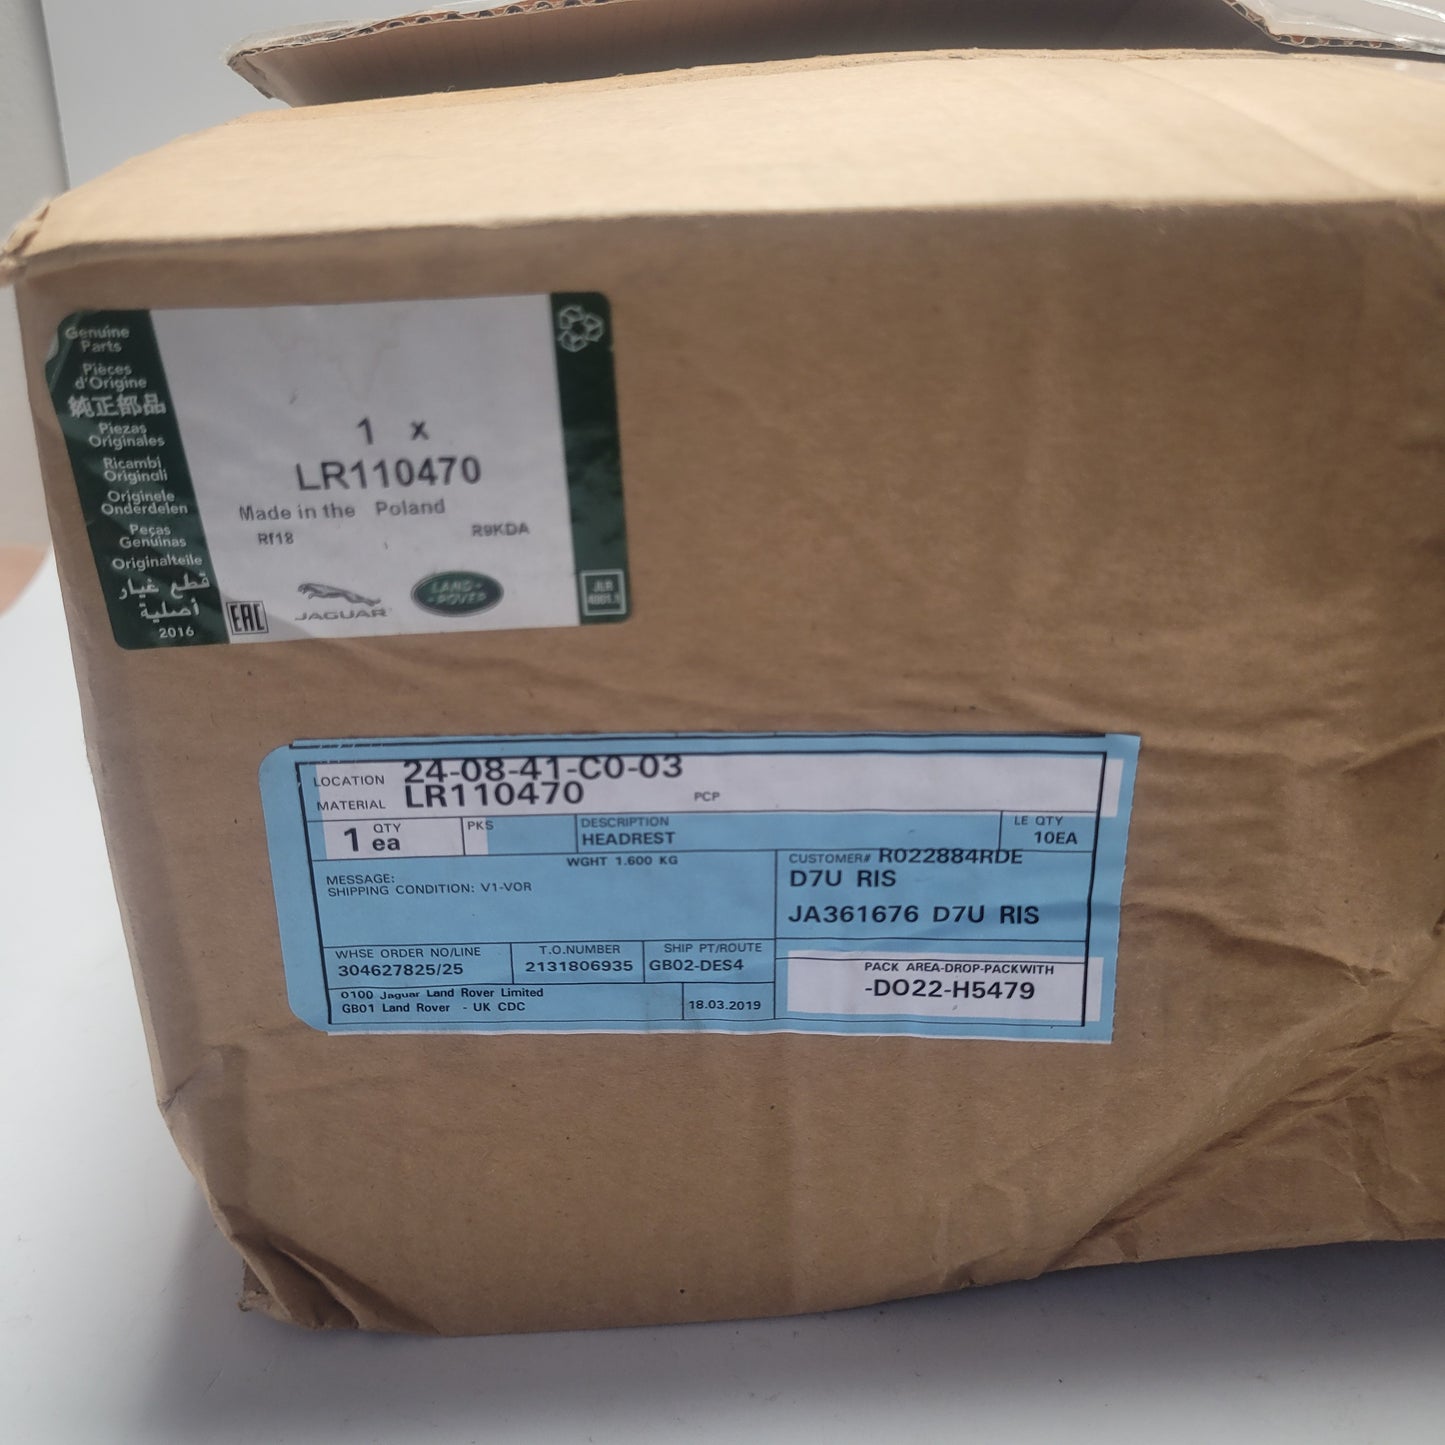 Genuine
Parts
Pièces
d'Origine
純正部品
Piezas
Originales
Ricambi
Originali
Originele
Onderdelen
Peças
Genuinas
Originalteile
قطع غيار
أصلية
2016
1 x
LR110470
Made in the Poland
Rf18 R9KDA
EAC
JAGUAR
LAND-
-ROVER
JLR
LOCATION 24-08-41-C0-03
MATERIAL LR110470 PCP
1 QTY
ea
PKS
DESCRIPTION
HEADREST
LE QTY
10EA
WGHT 1.600 KG
MESSAGE:
SHIPPING CONDITION: V1-VOR
CUSTOMER# R022884RDE
D7U RIS
JA361676 D7U RIS
WHSE ORDER NO/LINE
304627825/25
T.O.NUMBER
2131806935
SHIP PT/ROUTE
GB02-DES4
PACK AREA-DROP-PACKWITH
-DO22-H5479
0100 Jaguar Land Rover Limited
GB01 Land Rover - UK CDC
18.03.2019